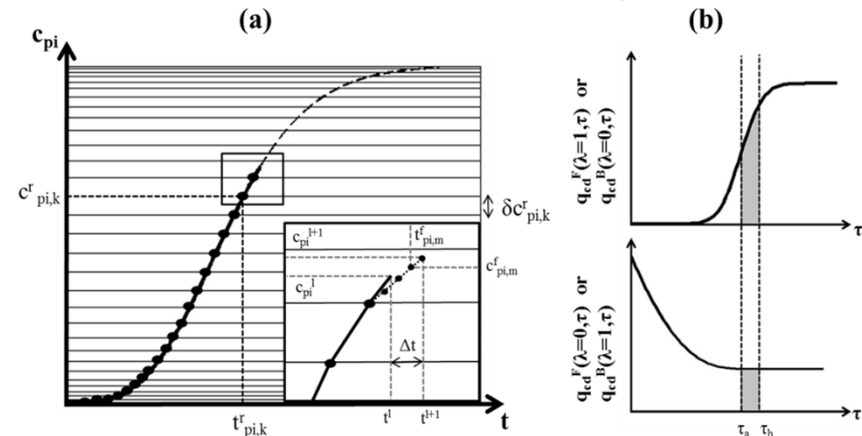 (a)
c_pi
c^r_pi,k
δc^r_pi,k
c_pi^l+1
c_pi^l
t^f_pi,m
c^f_pi,m
Δt
t^l
t^l+1
t^r_pi,k
t
(b)
q_cd^F(λ=1,τ) or
q_cd^B(λ=0,τ)
τ
q_cd^F(λ=0,τ) or
q_cd^B(λ=1,τ)
τ_a
τ_b
τ